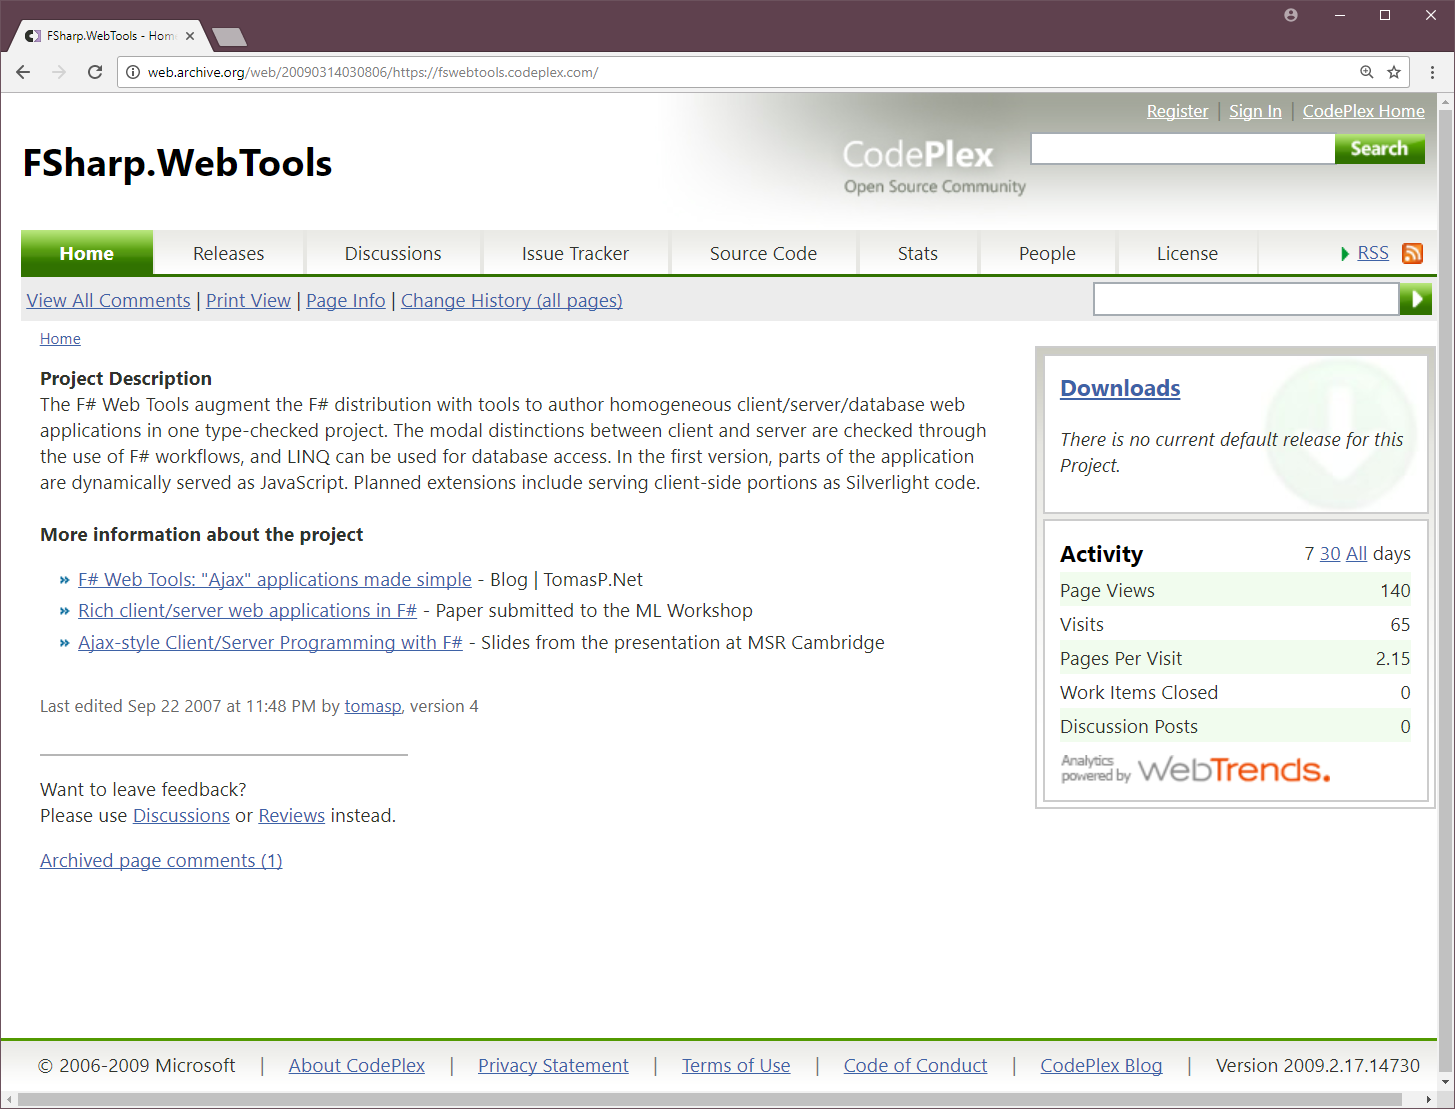 FSharp.WebTools - Hom
web.archive.org/web/20090314030806/https://fswebtools.codeplex.com/
Register | Sign In | CodePlex Home
FSharp.WebTools
CodePlex
Open Source Community
Search
Home Releases Discussions Issue Tracker Source Code Stats People License RSS
View All Comments | Print View | Page Info | Change History (all pages)
Home
Project Description
The F# Web Tools augment the F# distribution with tools to author homogeneous client/server/database web
applications in one type-checked project. The modal distinctions between client and server are checked through
the use of F# workflows, and LINQ can be used for database access. In the first version, parts of the application
are dynamically served as JavaScript. Planned extensions include serving client-side portions as Silverlight code.
More information about the project
» F# Web Tools: "Ajax" applications made simple - Blog | TomasP.Net
» Rich client/server web applications in F# - Paper submitted to the ML Workshop
» Ajax-style Client/Server Programming with F# - Slides from the presentation at MSR Cambridge
Last edited Sep 22 2007 at 11:48 PM by tomasp, version 4
Want to leave feedback?
Please use Discussions or Reviews instead.
Archived page comments (1)
Downloads
There is no current default release for this
Project.
Activity 7 30 All days
Page Views 140
Visits 65
Pages Per Visit 2.15
Work Items Closed 0
Discussion Posts 0
Analytics
powered by WebTrends.
© 2006-2009 Microsoft | About CodePlex | Privacy Statement | Terms of Use | Code of Conduct | CodePlex Blog | Version 2009.2.17.14730